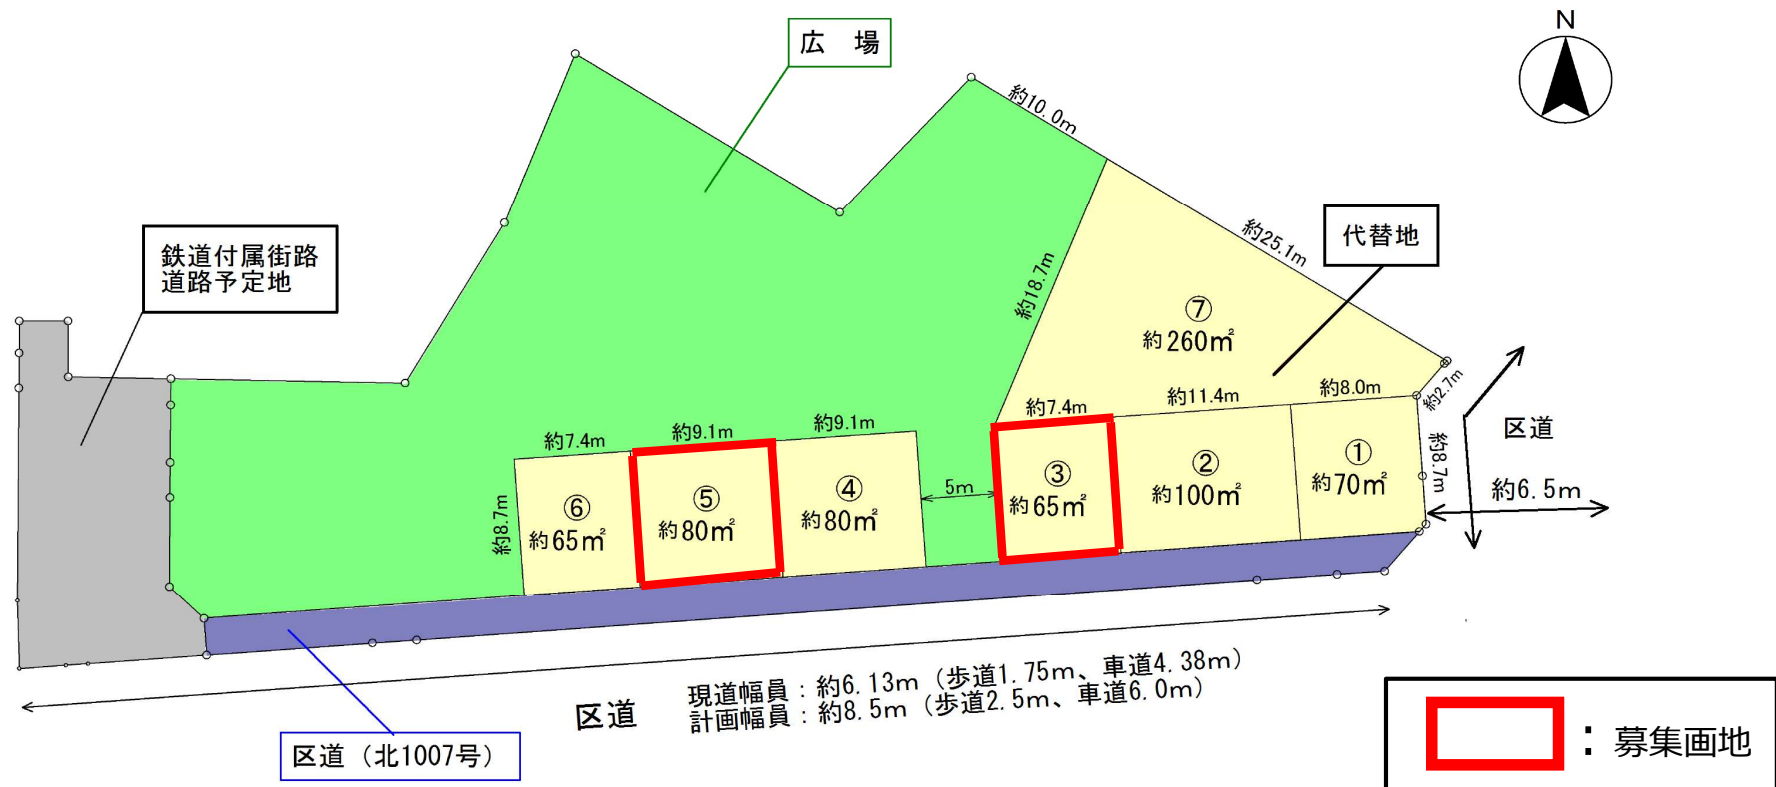 広　場
N
約10.0m
約25.1m
代替地
鉄道付属街路
道路予定地
約18.7m
⑦
約260㎡
約7.4m
約11.4m
約8.0m
約2.7m
区道
約7.4m
約9.1m
約9.1m
約8.7m
⑥
約65㎡
⑤
約80㎡
④
約80㎡
5m
③
約65㎡
②
約100㎡
①
約70㎡
約8.7m
約6.5m
区道
現道幅員：約6.13m（歩道1.75m、車道4.38m）
計画幅員：約8.5m（歩道2.5m、車道6.0m）
区道（北1007号）
：募集画地